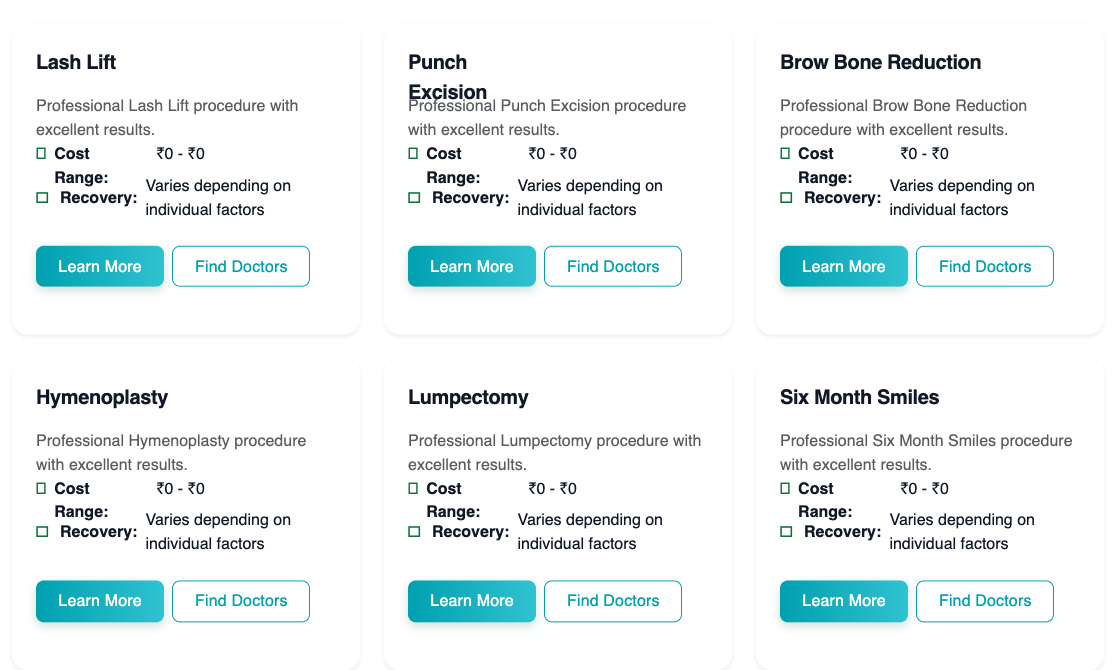 Lash Lift
Professional Lash Lift procedure with
excellent results.
Cost
Range:
₹0 - ₹0
Recovery:
Varies depending on
individual factors
Learn More
Find Doctors
Punch
Excision
Professional Punch Excision procedure
with excellent results.
Cost
Range:
₹0 - ₹0
Recovery:
Varies depending on
individual factors
Learn More
Find Doctors
Brow Bone Reduction
Professional Brow Bone Reduction
procedure with excellent results.
Cost
Range:
₹0 - ₹0
Recovery:
Varies depending on
individual factors
Learn More
Find Doctors
Hymenoplasty
Professional Hymenoplasty procedure
with excellent results.
Cost
Range:
₹0 - ₹0
Recovery:
Varies depending on
individual factors
Learn More
Find Doctors
Lumpectomy
Professional Lumpectomy procedure with
excellent results.
Cost
Range:
₹0 - ₹0
Recovery:
Varies depending on
individual factors
Learn More
Find Doctors
Six Month Smiles
Professional Six Month Smiles procedure
with excellent results.
Cost
Range:
₹0 - ₹0
Recovery:
Varies depending on
individual factors
Learn More
Find Doctors